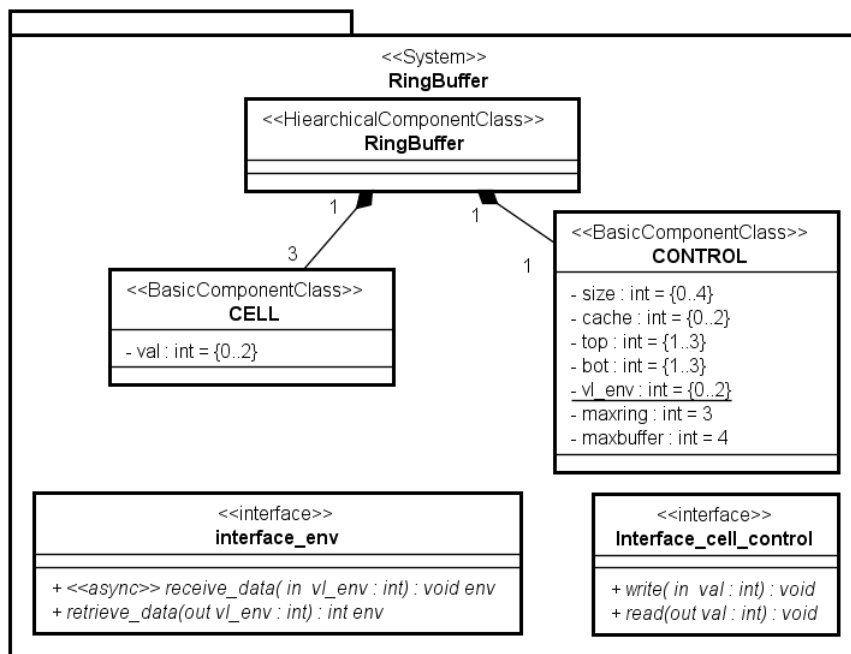 <<System>>
RingBuffer
<<HiearchicalComponentClass>>
RingBuffer
1
1
3
1
<<BasicComponentClass>>
CELL
- val : int = {0..2}
<<BasicComponentClass>>
CONTROL
- size : int = {0..4}
- cache : int = {0..2}
- top : int = {1..3}
- bot : int = {1..3}
- vl_env : int = {0..2}
- maxring : int = 3
- maxbuffer : int = 4
<<interface>>
interface_env
+ <<async>> receive_data( in vl_env : int) : void env
+ retrieve_data(out vl_env : int) : int env
<<interface>>
Interface_cell_control
+ write( in val : int) : void
+ read(out val : int) : void